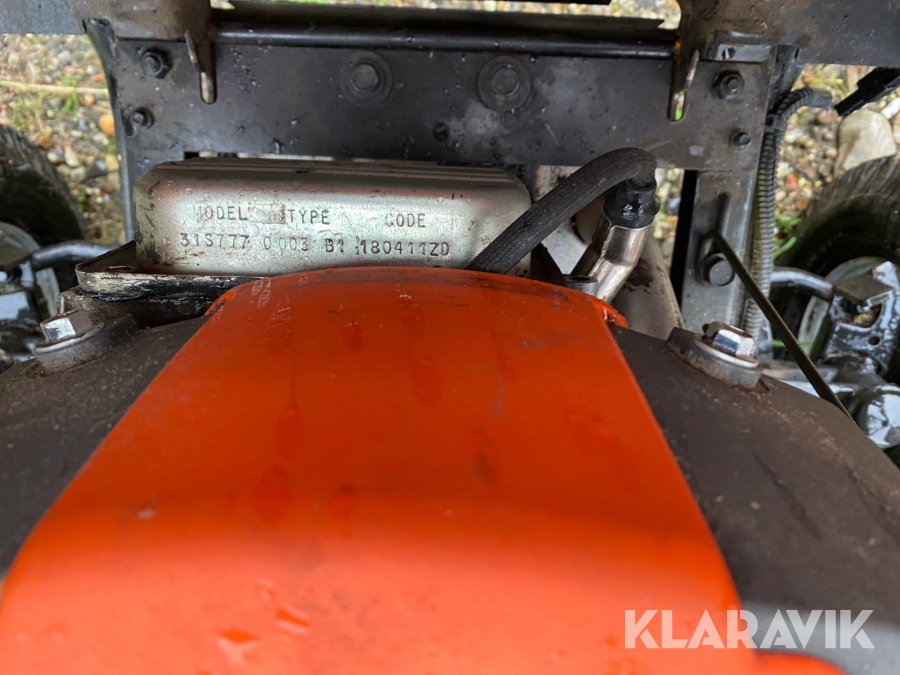 MODEL TYPE CODE
31S777 0003 B1 180411ZD
KLARAVIK